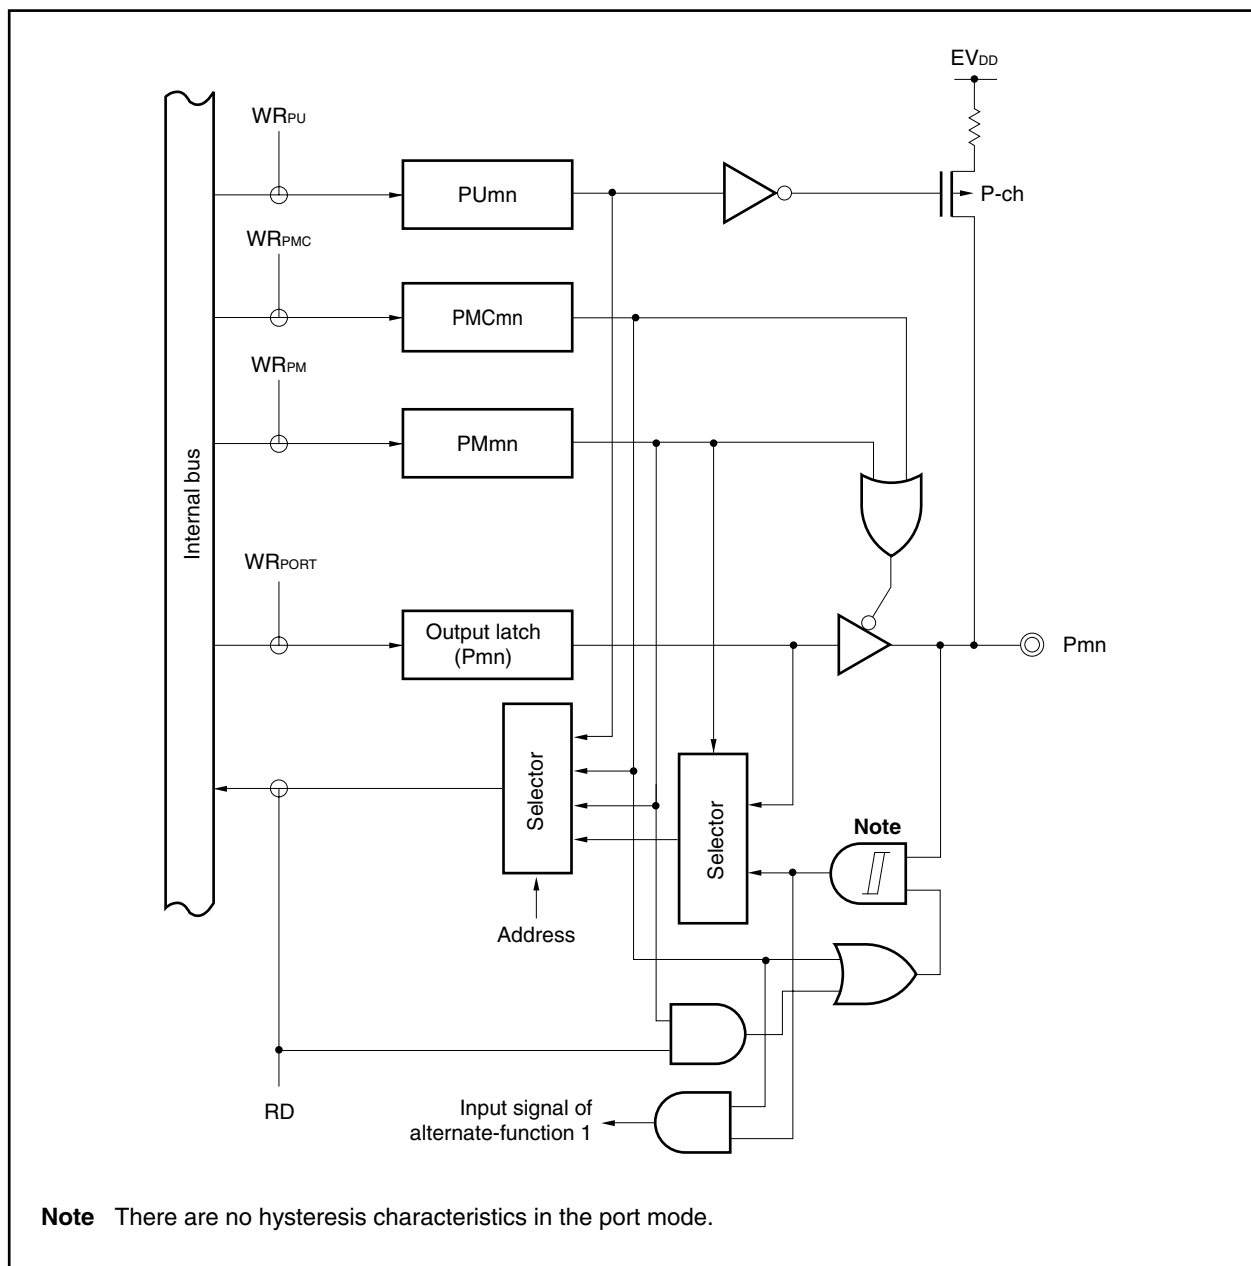 EVDD
WRPU
PUmn
P-ch
WRPMC
PMCmn
WRPM
PMmn
Internal bus
WRPORT
Output latch
(Pmn)
Pmn
Selector
Selector
Note
Address
RD
Input signal of
alternate-function 1
Note There are no hysteresis characteristics in the port mode.